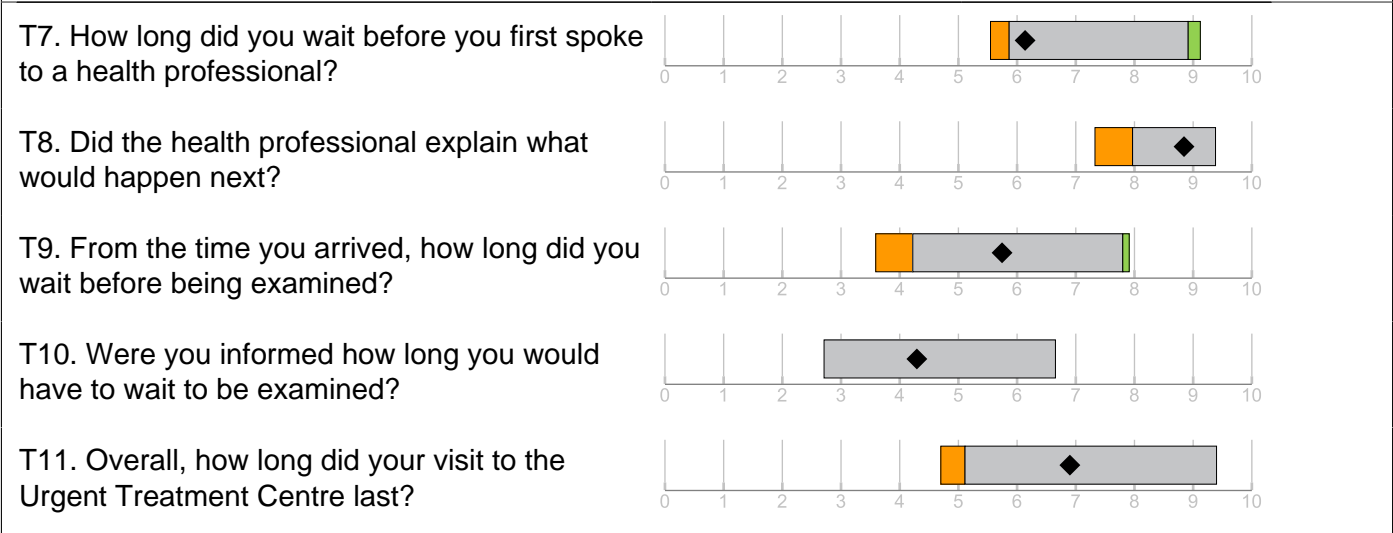 T7. How long did you wait before you first spoke
to a health professional?
0 1 2 3 4 5 6 7 8 9 10
T8. Did the health professional explain what
would happen next?
0 1 2 3 4 5 6 7 8 9 10
T9. From the time you arrived, how long did you
wait before being examined?
0 1 2 3 4 5 6 7 8 9 10
T10. Were you informed how long you would
have to wait to be examined?
0 1 2 3 4 5 6 7 8 9 10
T11. Overall, how long did your visit to the
Urgent Treatment Centre last?
0 1 2 3 4 5 6 7 8 9 10